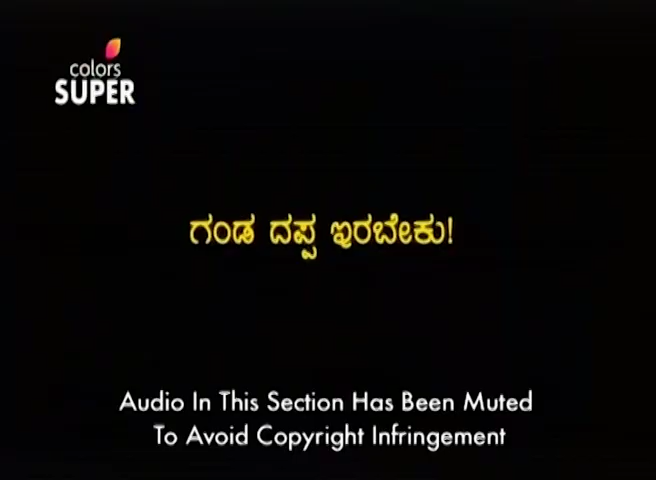 colors
SUPER
ಗಂಡ ದಪ್ಪ ಇರಬೇಕು!
Audio In This Section Has Been Muted
To Avoid Copyright Infringement